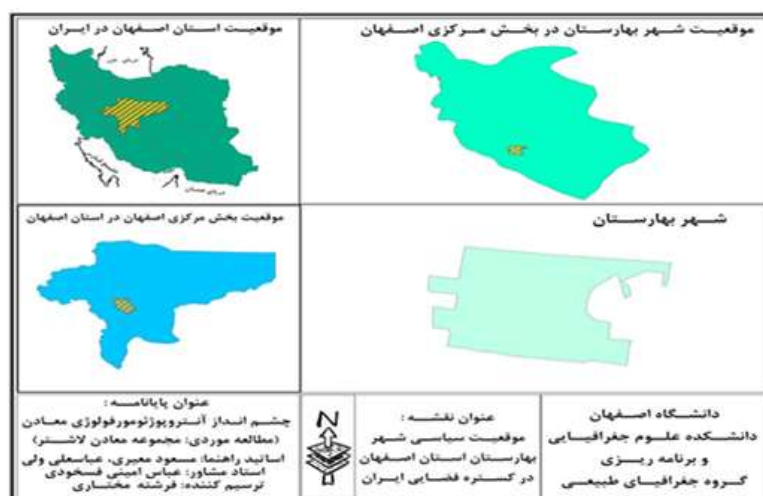 موقعیت استان اصفهان در ایران
موقعیت شهر بهارستان در بخش مرکزی اصفهان
موقعیت بخش مرکزی اصفهان در استان اصفهان
شهر بهارستان
عنوان پایانامه :
چشم انداز آنتروپوژئومورفولوژی معادن
(مطالعه موردی: مجموعه معادن لاشتر)
اساتید راهنما: مسعود معیری، عباسعلی ولی
استاد مشاور: عباس امینی فسخودی
ترسیم کننده: فرشته مختاری
N
عنوان نقشه :
موقعیت سیاسی شهر
بهارستان استان اصفهان
در گستره فضایی ایران
دانشگاه اصفهان
دانشکده علوم جغرافیایی
و برنامه ریزی
گروه جغرافیای طبیعی